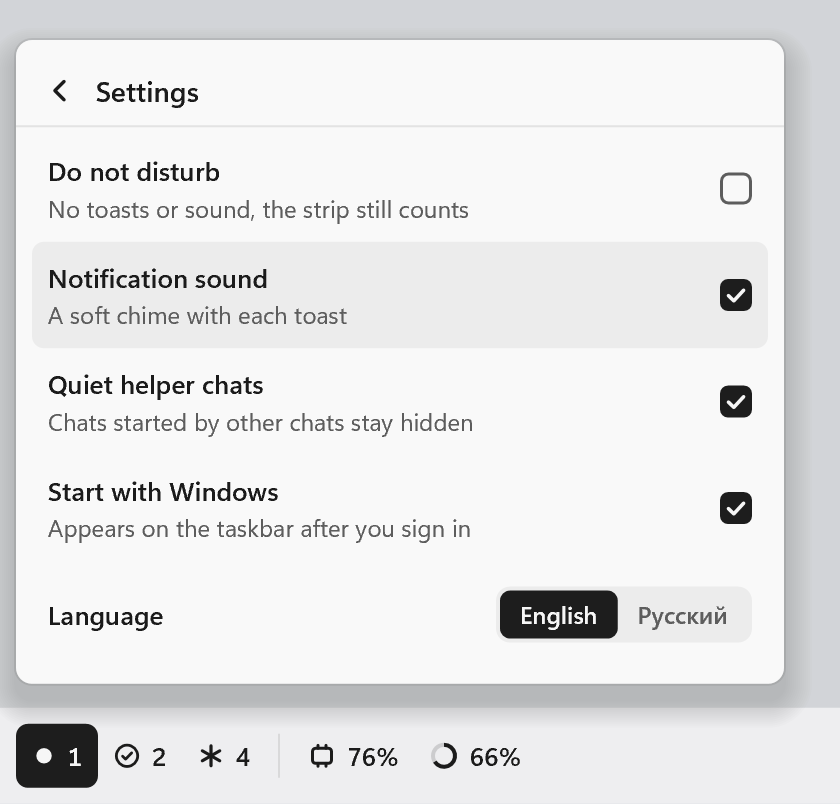 Settings
Do not disturb
No toasts or sound, the strip still counts
Notification sound
A soft chime with each toast
Quiet helper chats
Chats started by other chats stay hidden
Start with Windows
Appears on the taskbar after you sign in
Language English Русский
1 2 4 76% 66%